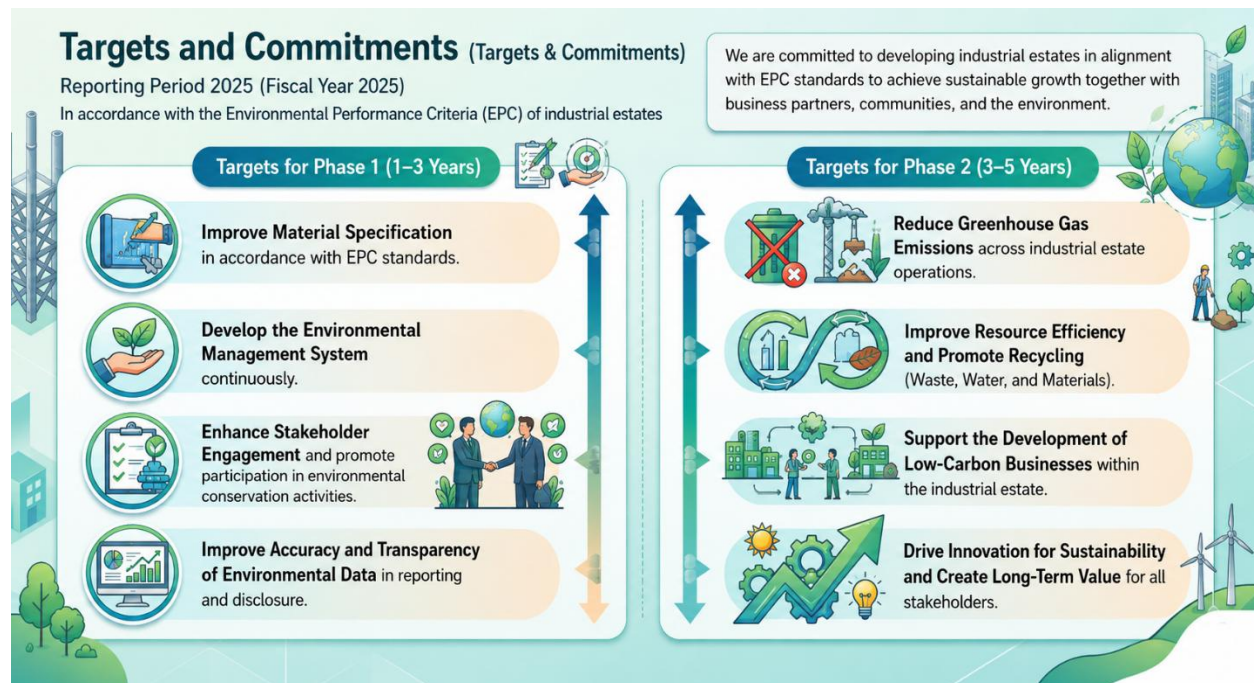 Targets and Commitments (Targets & Commitments)
Reporting Period 2025 (Fiscal Year 2025)
In accordance with the Environmental Performance Criteria (EPC) of industrial estates
We are committed to developing industrial estates in alignment
with EPC standards to achieve sustainable growth together with
business partners, communities, and the environment.
Targets for Phase 1 (1–3 Years)
Improve Material Specification
in accordance with EPC standards.
Develop the Environmental
Management System
continuously.
Enhance Stakeholder
Engagement and promote
participation in environmental
conservation activities.
Improve Accuracy and Transparency
of Environmental Data in reporting
and disclosure.
Targets for Phase 2 (3–5 Years)
Reduce Greenhouse Gas
Emissions across industrial estate
operations.
Improve Resource Efficiency
and Promote Recycling
(Waste, Water, and Materials).
Support the Development of
Low-Carbon Businesses within
the industrial estate.
Drive Innovation for Sustainability
and Create Long-Term Value for all
stakeholders.